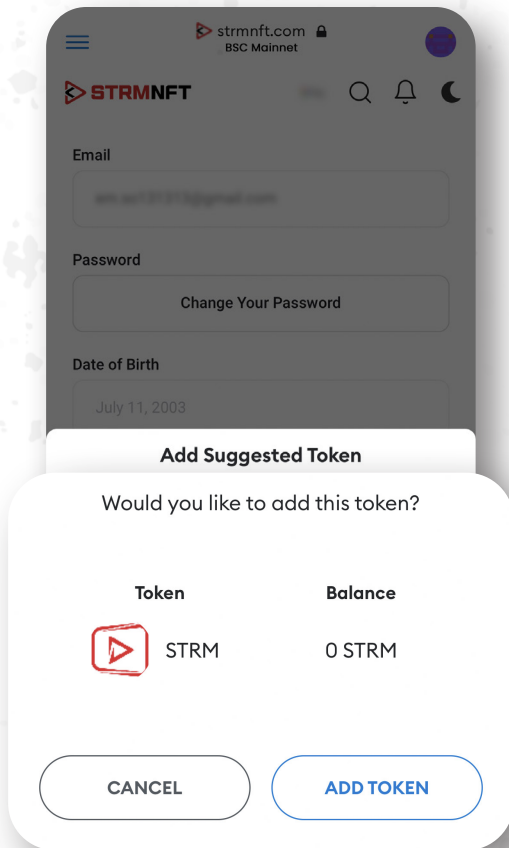 strmnft.com
BSC Mainnet
STRMNFT
Email
Password
Change Your Password
Date of Birth
July 11, 2003
Add Suggested Token
Would you like to add this token?
Token Balance
STRM 0 STRM
CANCEL ADD TOKEN